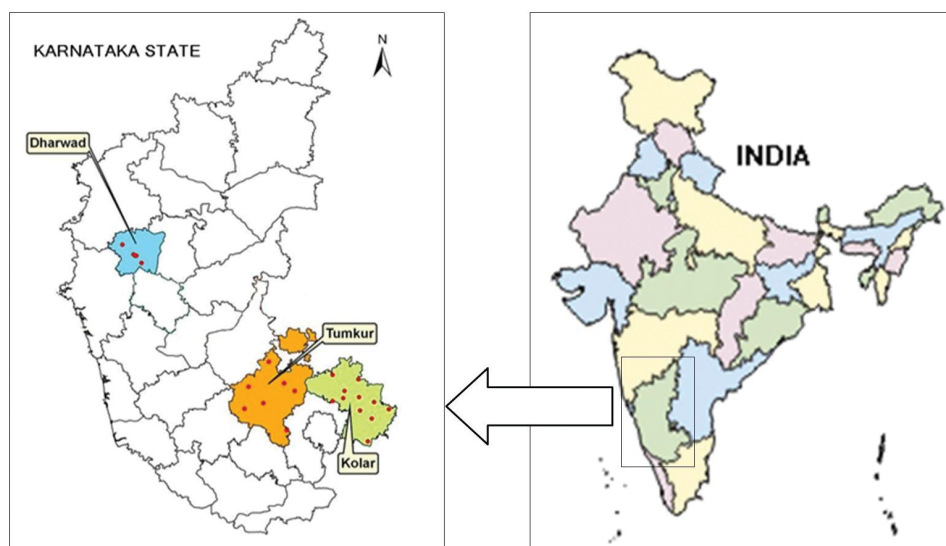 KARNATAKA STATE
N
Dharwad
Tumkur
Kolar
INDIA